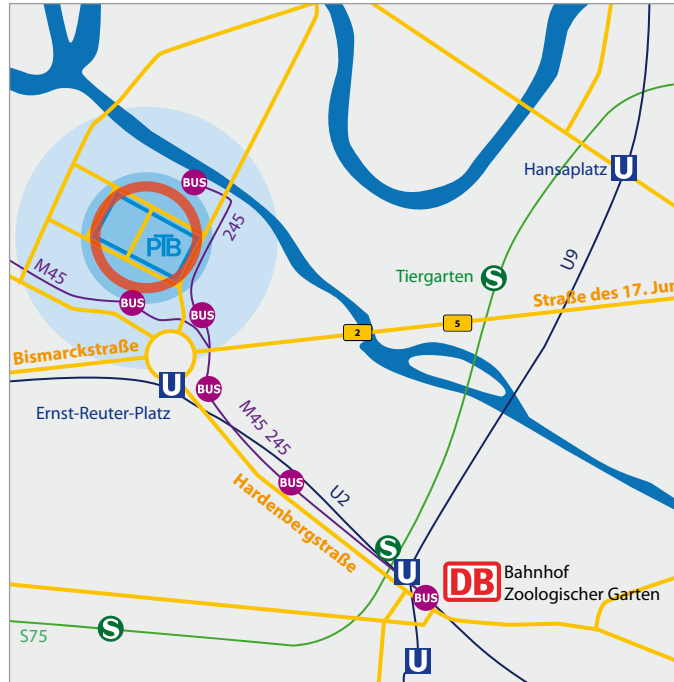 U
Hansaplatz
BUS
245
PTB
U9
M45
S
Tiergarten
BUS
BUS
Straße des 17. Jun
5
2
Bismarckstraße
U
BUS
Ernst-Reuter-Platz
M45 245
BUS
U2
Hardenbergstraße
S
U
DB
Bahnhof
Zoologischer Garten
BUS
S
S75
U